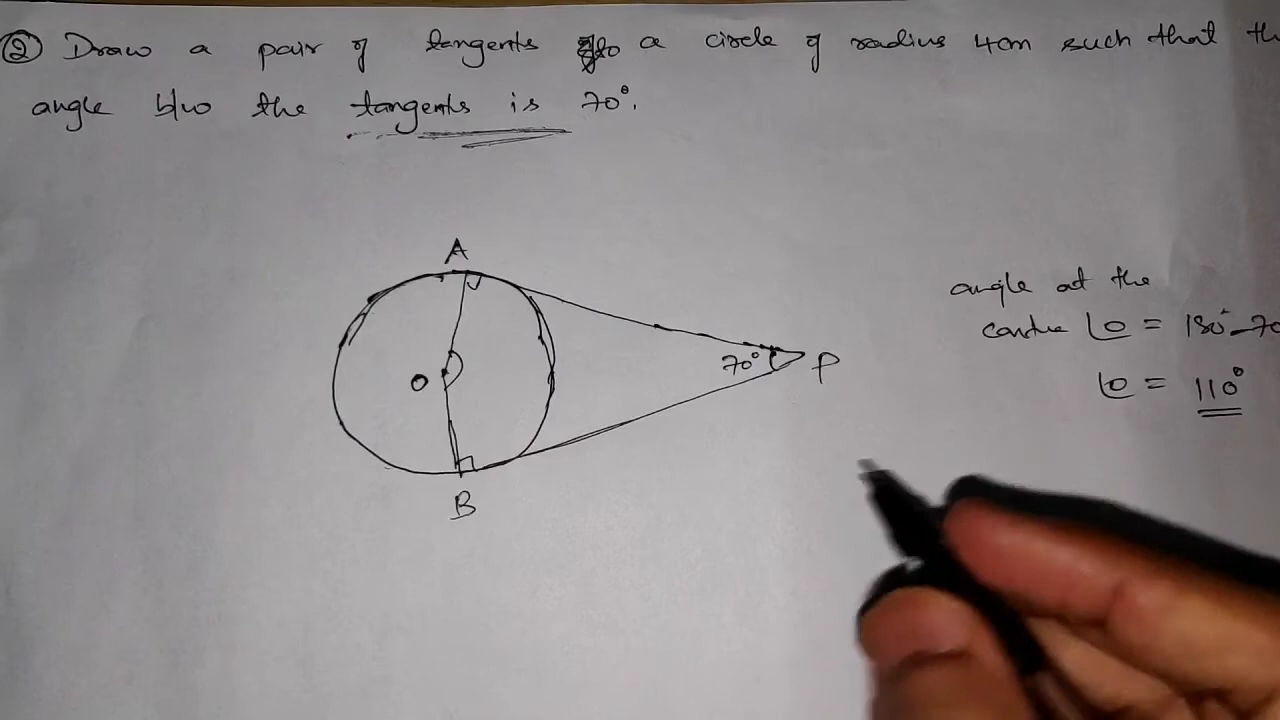 ② Draw a pair of tangents to a circle of radius 4cm such that th
angle b/w the tangents is 70°.
A
angle at the
centre ∠O = 180°-70
O
70°
P
∠O = 110°
B